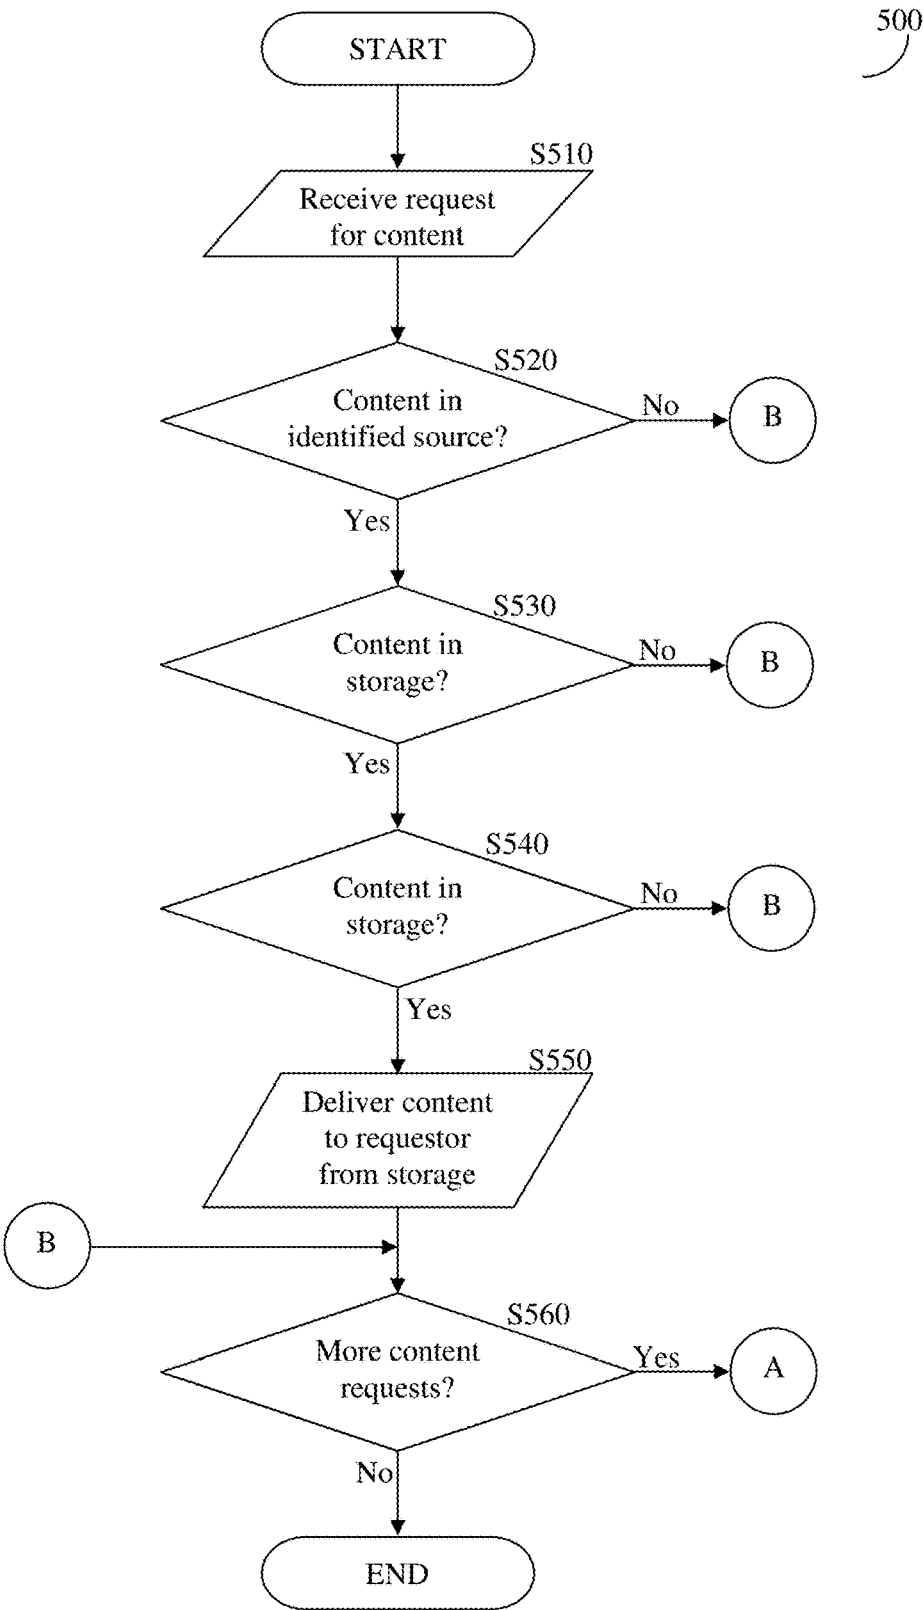 500
START
S510
Receive request
for content
S520
Content in
identified source?
No
B
Yes
S530
Content in
storage?
No
B
Yes
S540
Content in
storage?
No
B
Yes
S550
Deliver content
to requestor
from storage
B
S560
More content
requests?
Yes
A
No
END